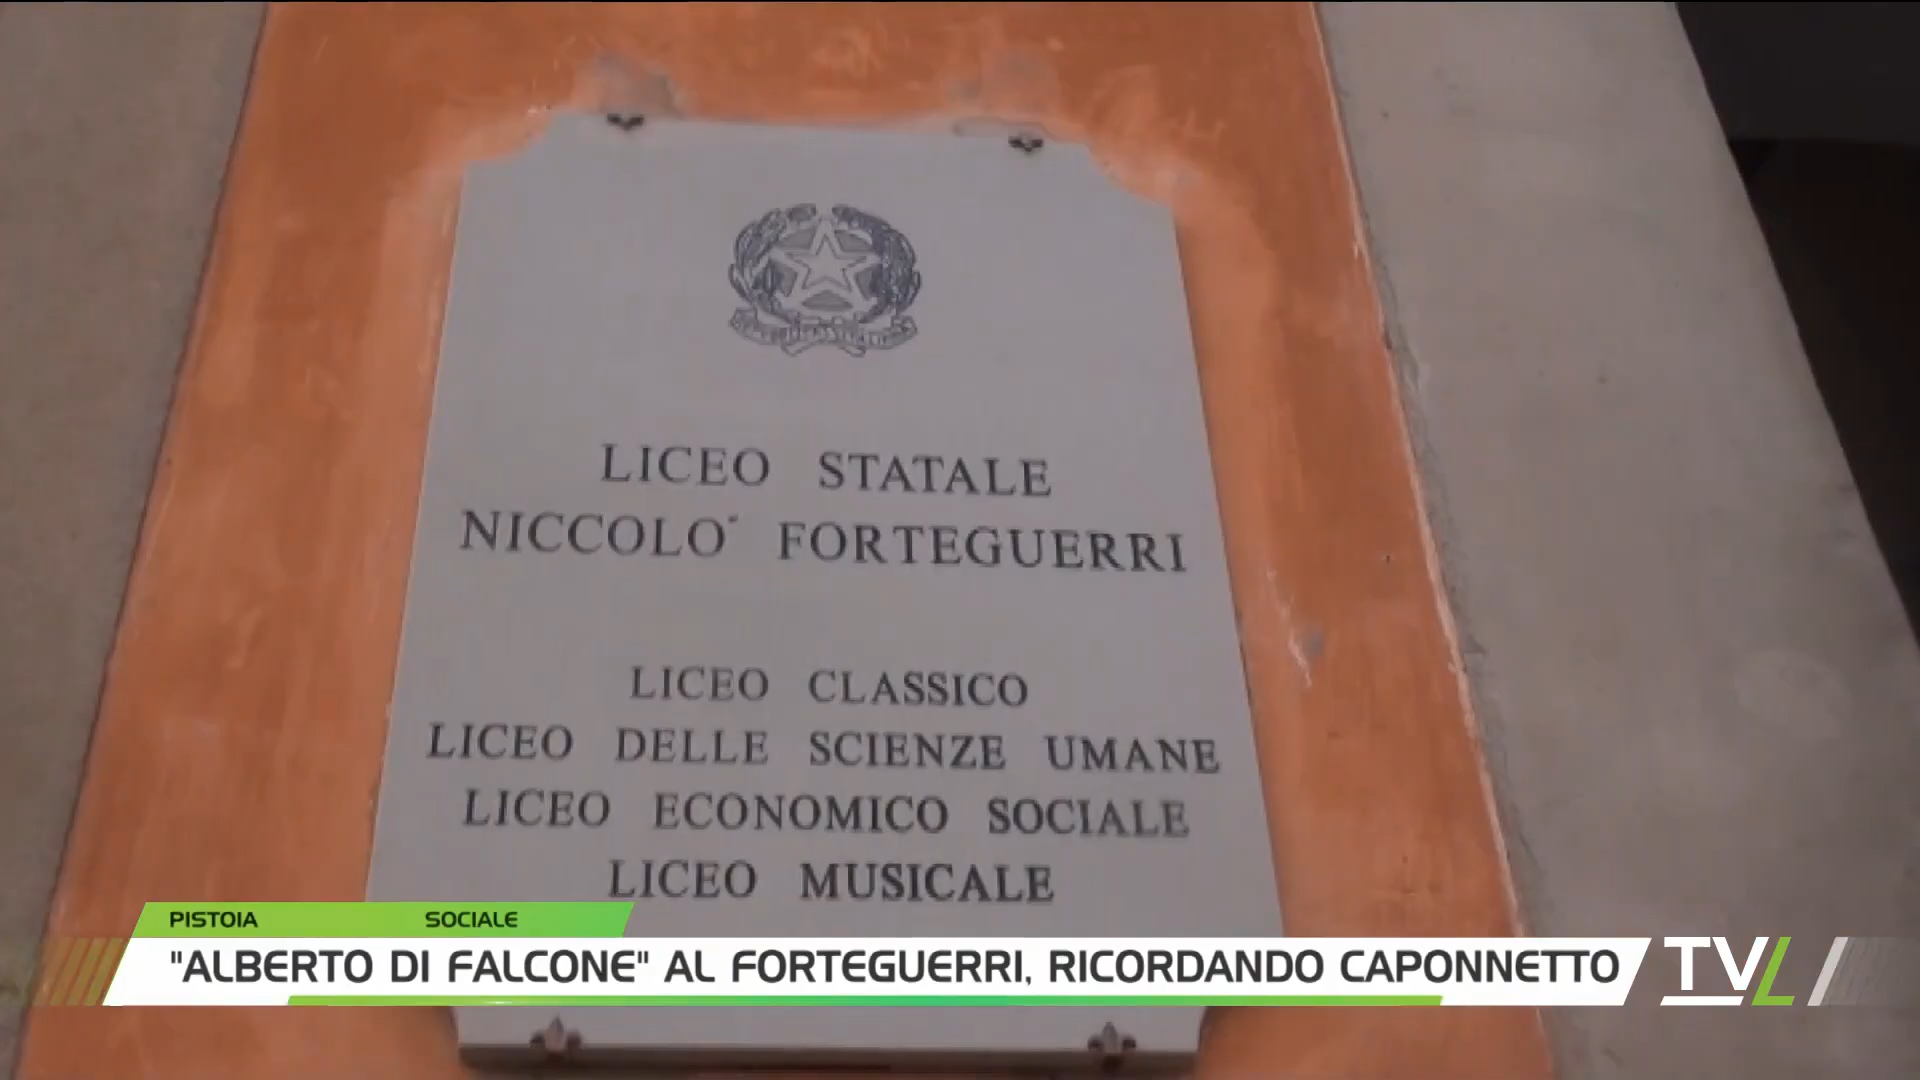 LICEO STATALE
NICCOLO' FORTEGUERRI
LICEO CLASSICO
LICEO DELLE SCIENZE UMANE
LICEO ECONOMICO SOCIALE
LICEO MUSICALE
PISTOIA SOCIALE
"ALBERTO DI FALCONE" AL FORTEGUERRI, RICORDANDO CAPONNETTO
TVL